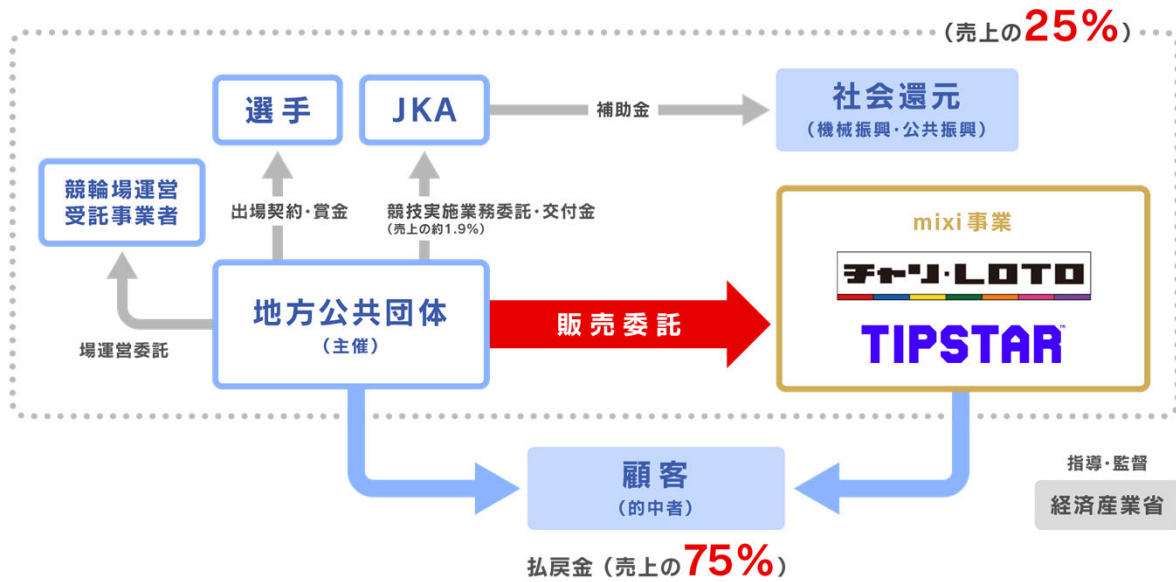 （売上の25%）
選手
JKA
補助金
社会還元
（機械振興・公共振興）
競輪場運営
受託事業者
出場契約・賞金
競技実施業務委託・交付金
（売上の約1.9%）
mixi事業
チャリ・LOTO
TIPSTAR™
地方公共団体
（主催）
販売委託
場運営委託
顧客
（的中者）
指導・監督
経済産業省
払戻金（売上の75%）